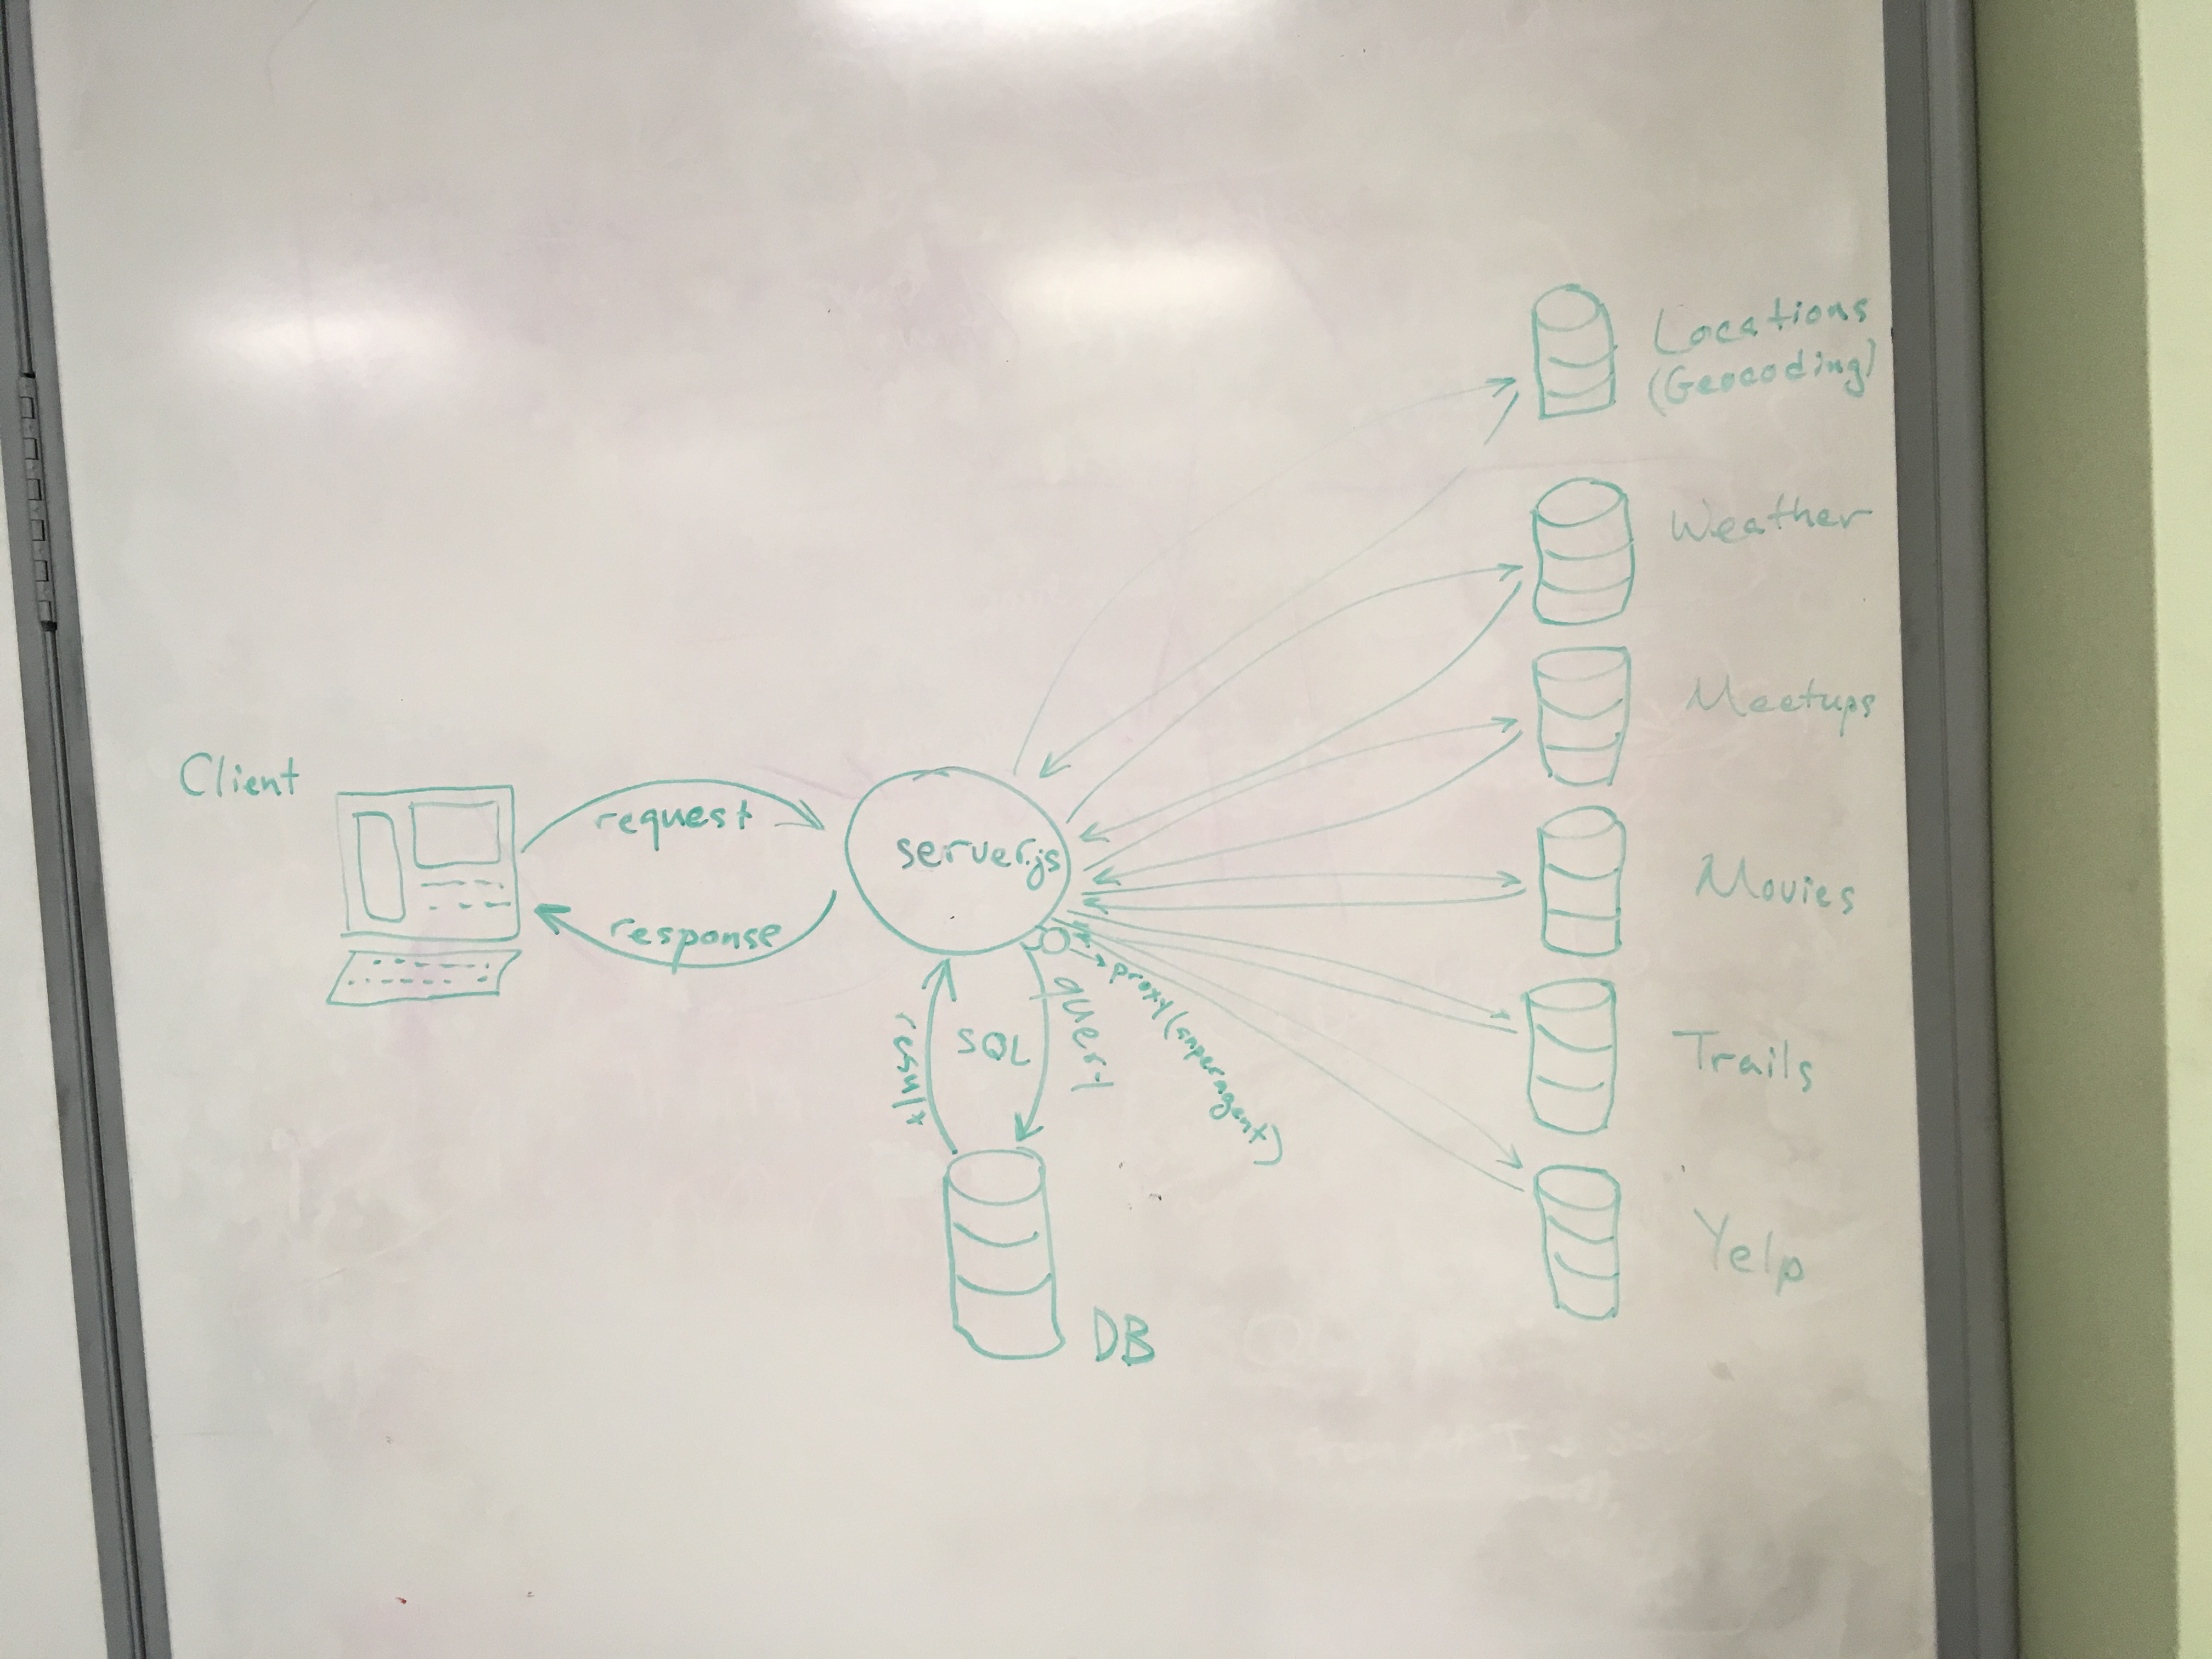 Locations
(Geocoding)
Weather
Meetups
Client
request
server.js
Movies
response
proxy (superagent)
query
SQL
result
Trails
Yelp
DB